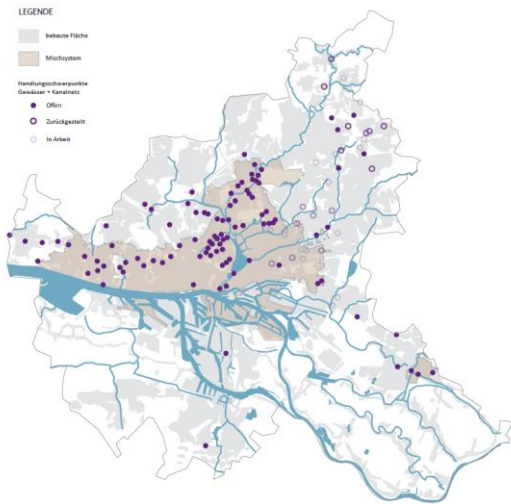 LEGENDE
bebaute Fläche
Mischsystem
Handlungsschwerpunkte
Gewässer + Kanalnetz
Offen
Zurückgestellt
In Arbeit